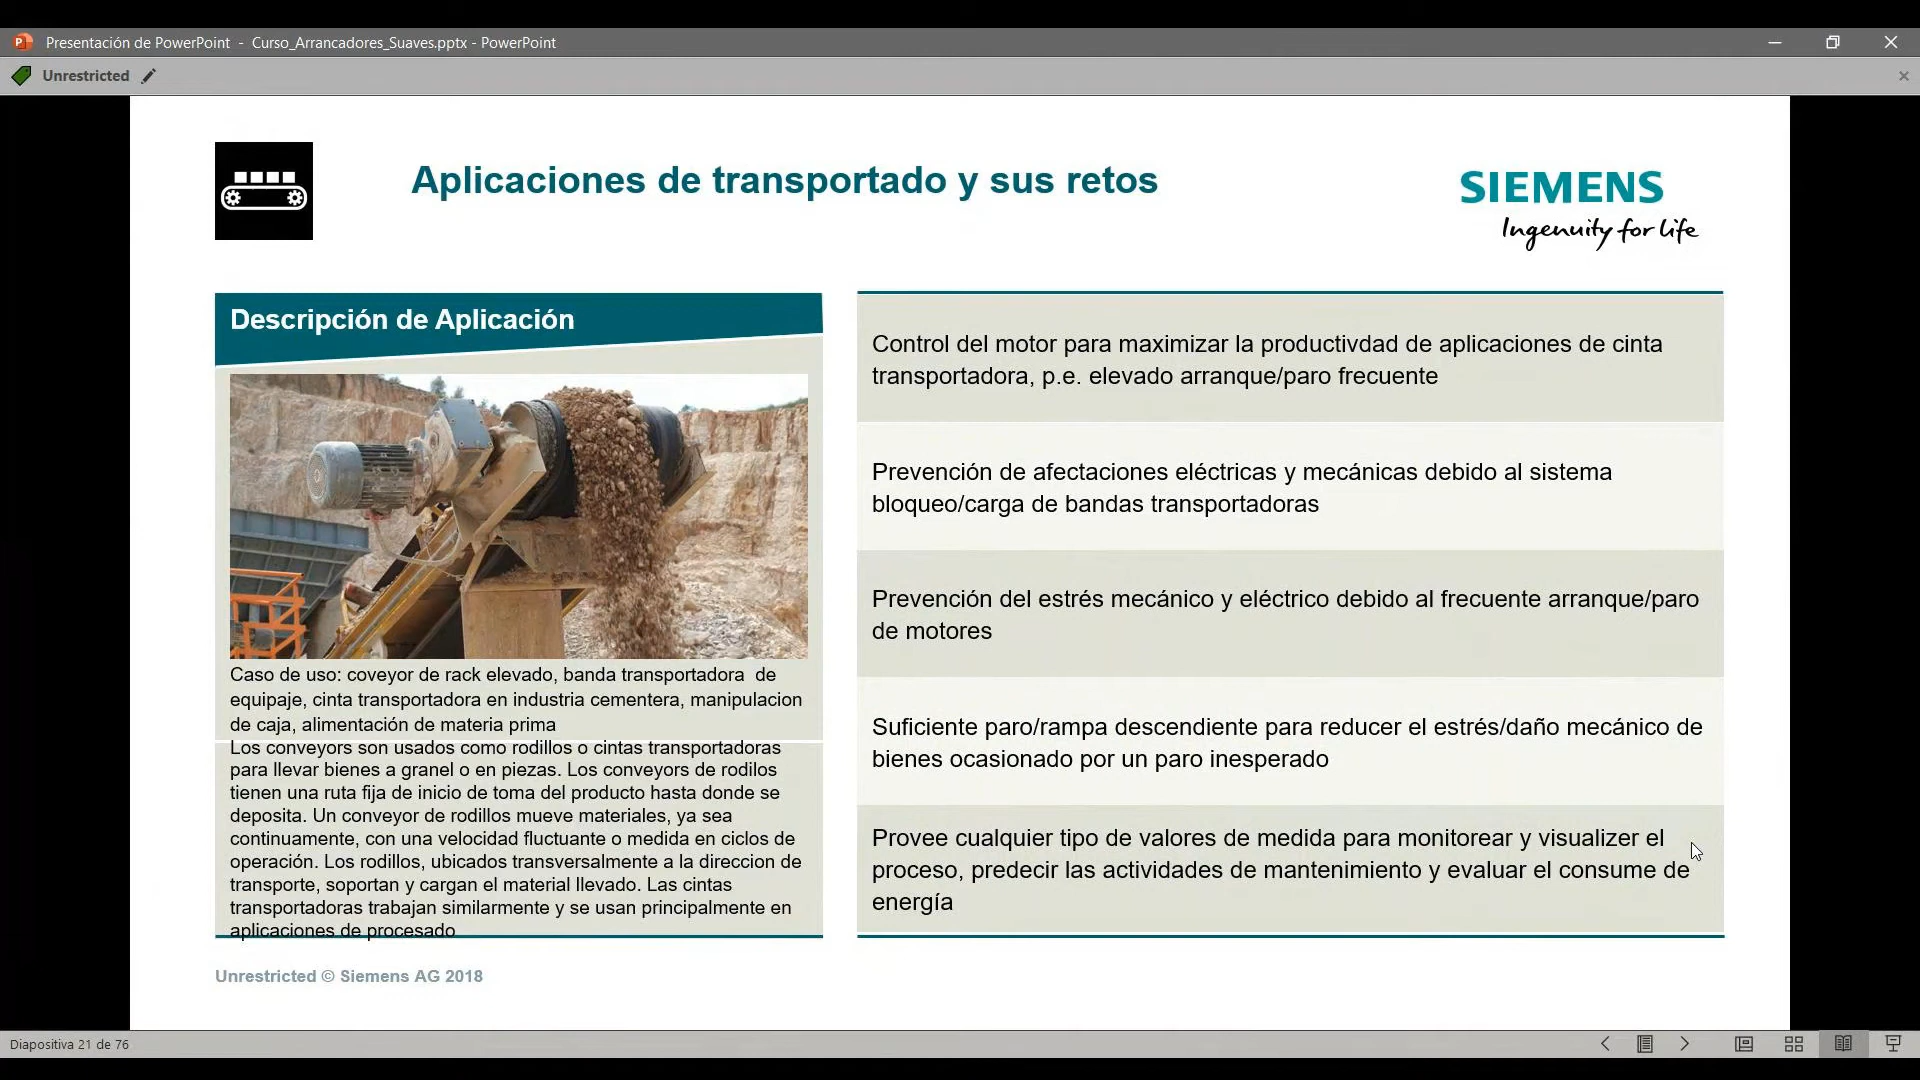 Presentación de PowerPoint - Curso_Arrancadores_Suaves.pptx - PowerPoint
Unrestricted
Aplicaciones de transportado y sus retos
SIEMENS
Ingenuity for life
Descripción de Aplicación
Caso de uso: coveyor de rack elevado, banda transportadora de
equipaje, cinta transportadora en industria cementera, manipulacion
de caja, alimentación de materia prima
Los conveyors son usados como rodillos o cintas transportadoras
para llevar bienes a granel o en piezas. Los conveyors de rodilos
tienen una ruta fija de inicio de toma del producto hasta donde se
deposita. Un conveyor de rodillos mueve materiales, ya sea
continuamente, con una velocidad fluctuante o medida en ciclos de
operación. Los rodillos, ubicados transversalmente a la direccion de
transporte, soportan y cargan el material llevado. Las cintas
transportadoras trabajan similarmente y se usan principalmente en
aplicaciones de procesado
Control del motor para maximizar la productivdad de aplicaciones de cinta
transportadora, p.e. elevado arranque/paro frecuente
Prevención de afectaciones eléctricas y mecánicas debido al sistema
bloqueo/carga de bandas transportadoras
Prevención del estrés mecánico y eléctrico debido al frecuente arranque/paro
de motores
Suficiente paro/rampa descendiente para reducer el estrés/daño mecánico de
bienes ocasionado por un paro inesperado
Provee cualquier tipo de valores de medida para monitorear y visualizer el
proceso, predecir las actividades de mantenimiento y evaluar el consume de
energía
Unrestricted © Siemens AG 2018
Diapositiva 21 de 76